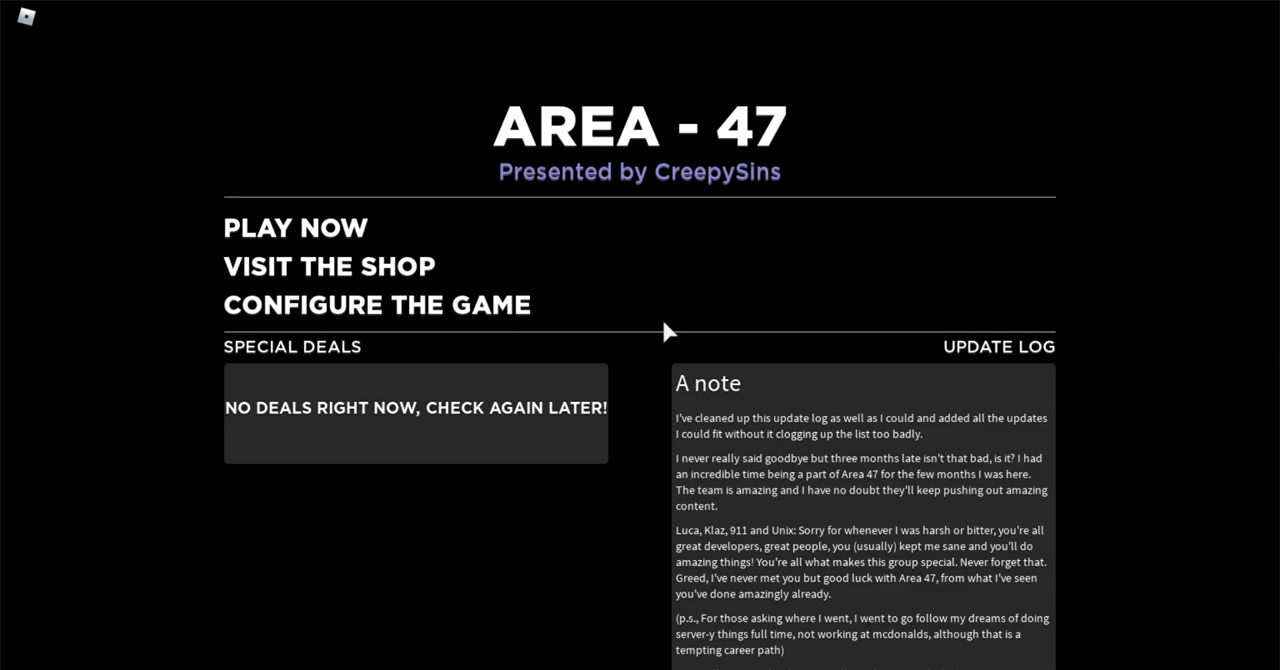 AREA - 47
Presented by CreepySins
PLAY NOW
VISIT THE SHOP
CONFIGURE THE GAME
SPECIAL DEALS
NO DEALS RIGHT NOW, CHECK AGAIN LATER!
UPDATE LOG
A note
I've cleaned up this update log as well as I could and added all the updates
I could fit without it clogging up the list too badly.
I never really said goodbye but three months late isn't that bad, is it? I had
an incredible time being a part of Area 47 for the few months I was here.
The team is amazing and I have no doubt they'll keep pushing out amazing
content.
Luca, Klaz, 911 and Unix: Sorry for whenever I was harsh or bitter, you're all
great developers, great people, you (usually) kept me sane and you'll do
amazing things! You're all what makes this group special. Never forget that.
Greed, I've never met you but good luck with Area 47, from what I've seen
you've done amazingly already.
(p.s., For those asking where I went, I went to go follow my dreams of doing
server-y things full time, not working at mcdonalds, although that is a
tempting career path)